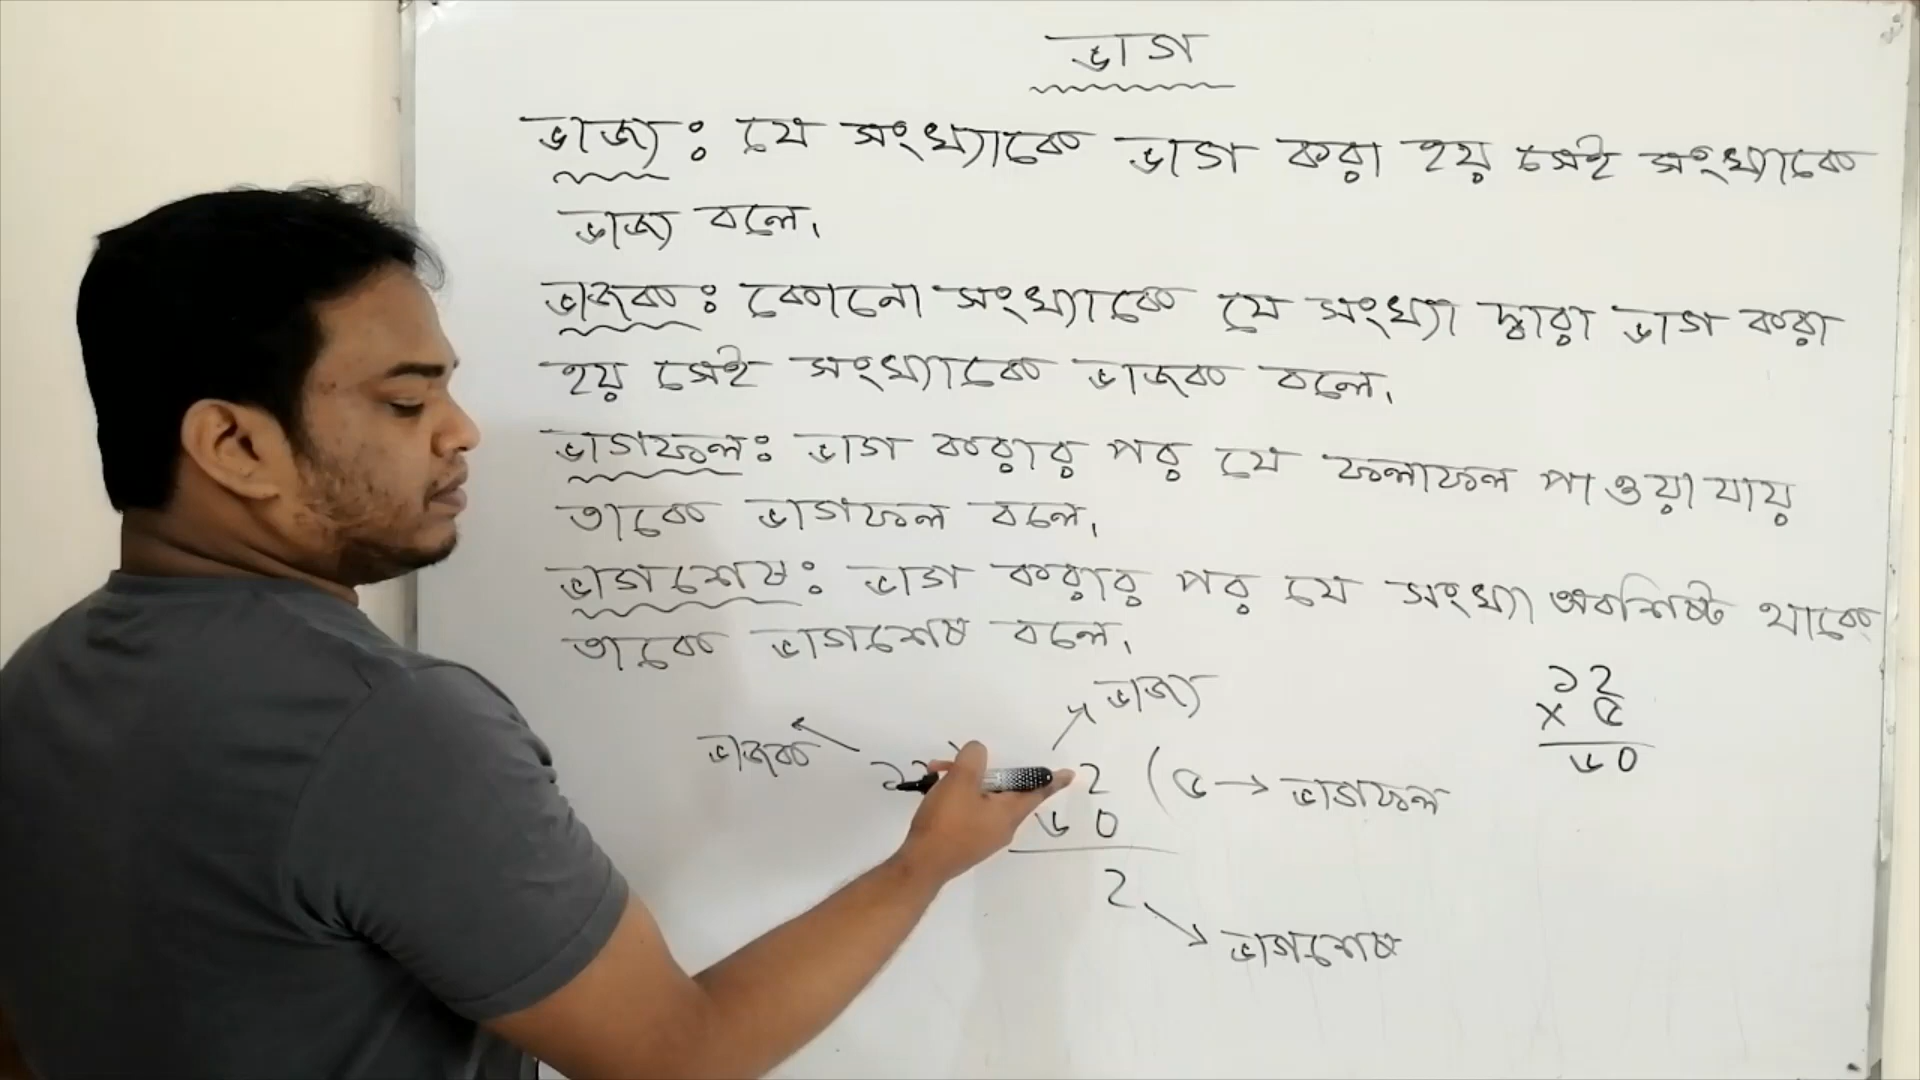 ভাগ
ভাজ্য: যে সংখ্যাকে ভাগ করা হয় সেই সংখ্যাকে
ভাজ্য বলে।
ভাজক: কোনো সংখ্যাকে যে সংখ্যা দ্বারা ভাগ করা
হয় সেই সংখ্যাকে ভাজক বলে।
ভাগফল: ভাগ করার পর যে ফলাফল পাওয়া যায়
তাকে ভাগফল বলে।
ভাগশেষ: ভাগ করার পর যে সংখ্যা অবশিষ্ট থাকে
তাকে ভাগশেষ বলে।
ভাজ্য
ভাজক ২ (৫ → ভাগফল
৬০
২
ভাগশেষ
১২
× ৫
৬০